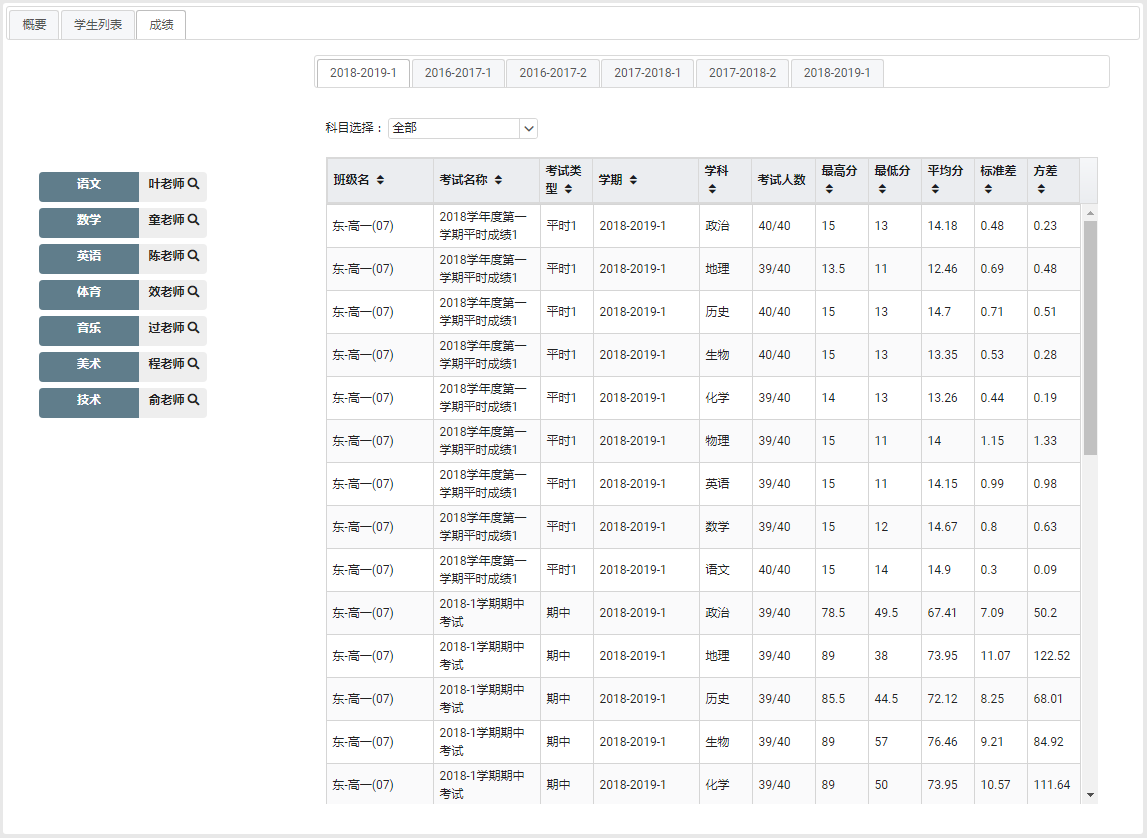 概要 学生列表 成绩
2018-2019-1 2016-2017-1 2016-2017-2 2017-2018-1 2017-2018-2 2018-2019-1
科目选择： 全部
语文 叶老师
数学 童老师
英语 陈老师
体育 效老师
音乐 过老师
美术 程老师
技术 俞老师
班级名 考试名称 考试类型 学期 学科 考试人数 最高分 最低分 平均分 标准差 方差
东-高一(07) 2018学年度第一学期平时成绩1 平时1 2018-2019-1 政治 40/40 15 13 14.18 0.48 0.23
东-高一(07) 2018学年度第一学期平时成绩1 平时1 2018-2019-1 地理 39/40 13.5 11 12.46 0.69 0.48
东-高一(07) 2018学年度第一学期平时成绩1 平时1 2018-2019-1 历史 40/40 15 13 14.7 0.71 0.51
东-高一(07) 2018学年度第一学期平时成绩1 平时1 2018-2019-1 生物 40/40 15 13 13.35 0.53 0.28
东-高一(07) 2018学年度第一学期平时成绩1 平时1 2018-2019-1 化学 39/40 14 13 13.26 0.44 0.19
东-高一(07) 2018学年度第一学期平时成绩1 平时1 2018-2019-1 物理 39/40 15 11 14 1.15 1.33
东-高一(07) 2018学年度第一学期平时成绩1 平时1 2018-2019-1 英语 39/40 15 11 14.15 0.99 0.98
东-高一(07) 2018学年度第一学期平时成绩1 平时1 2018-2019-1 数学 39/40 15 12 14.67 0.8 0.63
东-高一(07) 2018学年度第一学期平时成绩1 平时1 2018-2019-1 语文 40/40 15 14 14.9 0.3 0.09
东-高一(07) 2018-1学期期中考试 期中 2018-2019-1 政治 39/40 78.5 49.5 67.41 7.09 50.2
东-高一(07) 2018-1学期期中考试 期中 2018-2019-1 地理 39/40 89 38 73.95 11.07 122.52
东-高一(07) 2018-1学期期中考试 期中 2018-2019-1 历史 39/40 85.5 44.5 72.12 8.25 68.01
东-高一(07) 2018-1学期期中考试 期中 2018-2019-1 生物 39/40 89 57 76.46 9.21 84.92
东-高一(07) 2018-1学期期中考试 期中 2018-2019-1 化学 39/40 89 50 73.95 10.57 111.64